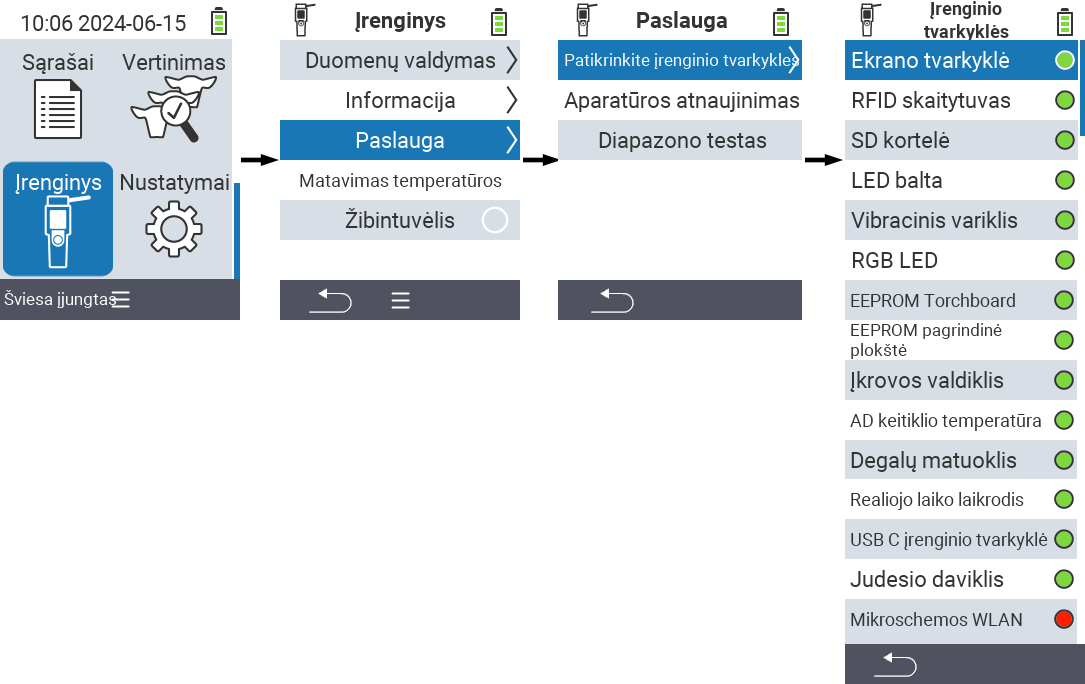 10:06 2024-06-15
Sąrašai
Vertinimas
Įrenginys
Nustatymai
Šviesa įjungtas
Įrenginys
Duomenų valdymas
Informacija
Paslauga
Matavimas temperatūros
Žibintuvėlis
Paslauga
Patikrinkite įrenginio tvarkykles
Aparatūros atnaujinimas
Diapazono testas
Įrenginio
tvarkyklės
Ekrano tvarkyklė
RFID skaitytuvas
SD kortelė
LED balta
Vibracinis variklis
RGB LED
EEPROM Torchboard
EEPROM pagrindinė
plokštė
Įkrovos valdiklis
AD keitiklio temperatūra
Degalų matuoklis
Realiojo laiko laikrodis
USB C įrenginio tvarkyklė
Judesio daviklis
Mikroschemos WLAN